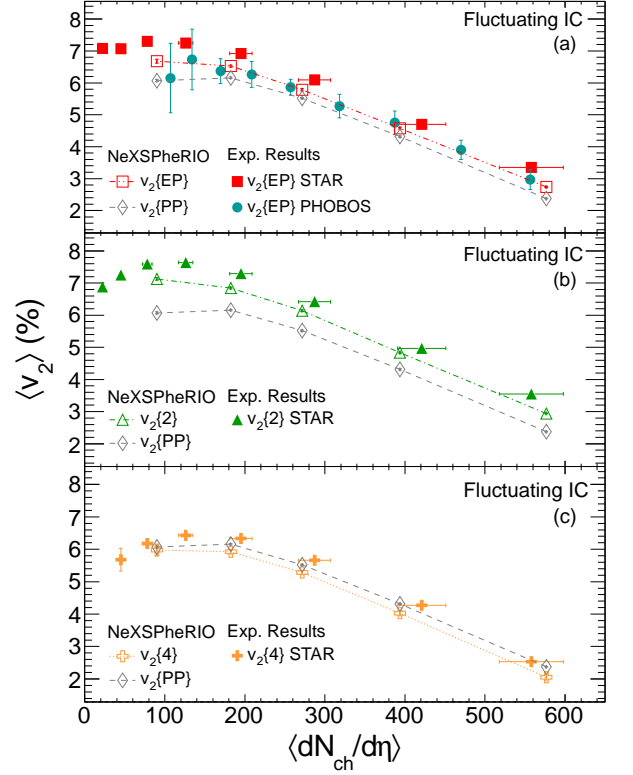 Fluctuating IC
(a)
8
7
6
5
4
3
2
NeXSPheRIO Exp. Results
v2{EP} v2{EP} STAR
v2{PP} v2{EP} PHOBOS
Fluctuating IC
(b)
8
7
6
5
4
3
2
NeXSPheRIO Exp. Results
v2{2} v2{2} STAR
v2{PP}
Fluctuating IC
(c)
8
7
6
5
4
3
2
NeXSPheRIO Exp. Results
v2{4} v2{4} STAR
v2{PP}
⟨v2⟩ (%)
0 100 200 300 400 500 600
⟨dNch/dη⟩